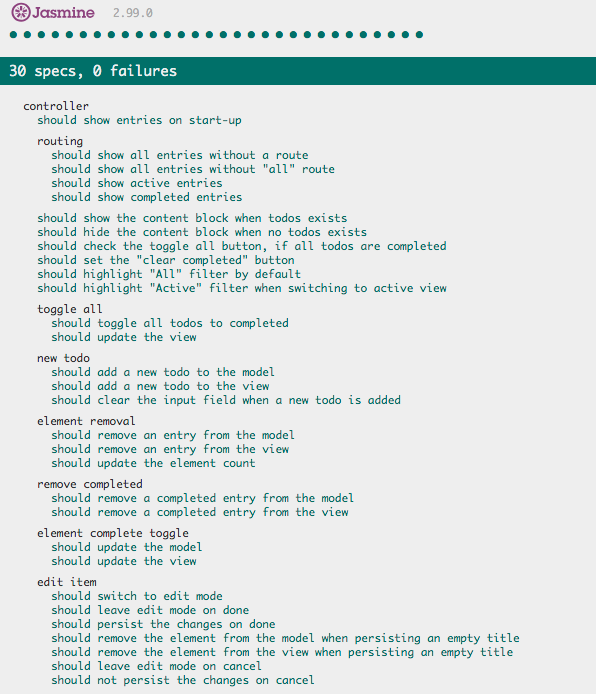 Jasmine 2.99.0
30 specs, 0 failures
controller
should show entries on start-up
routing
should show all entries without a route
should show all entries without "all" route
should show active entries
should show completed entries
should show the content block when todos exists
should hide the content block when no todos exists
should check the toggle all button, if all todos are completed
should set the "clear completed" button
should highlight "All" filter by default
should highlight "Active" filter when switching to active view
toggle all
should toggle all todos to completed
should update the view
new todo
should add a new todo to the model
should add a new todo to the view
should clear the input field when a new todo is added
element removal
should remove an entry from the model
should remove an entry from the view
should update the element count
remove completed
should remove a completed entry from the model
should remove a completed entry from the view
element complete toggle
should update the model
should update the view
edit item
should switch to edit mode
should leave edit mode on done
should persist the changes on done
should remove the element from the model when persisting an empty title
should remove the element from the view when persisting an empty title
should leave edit mode on cancel
should not persist the changes on cancel